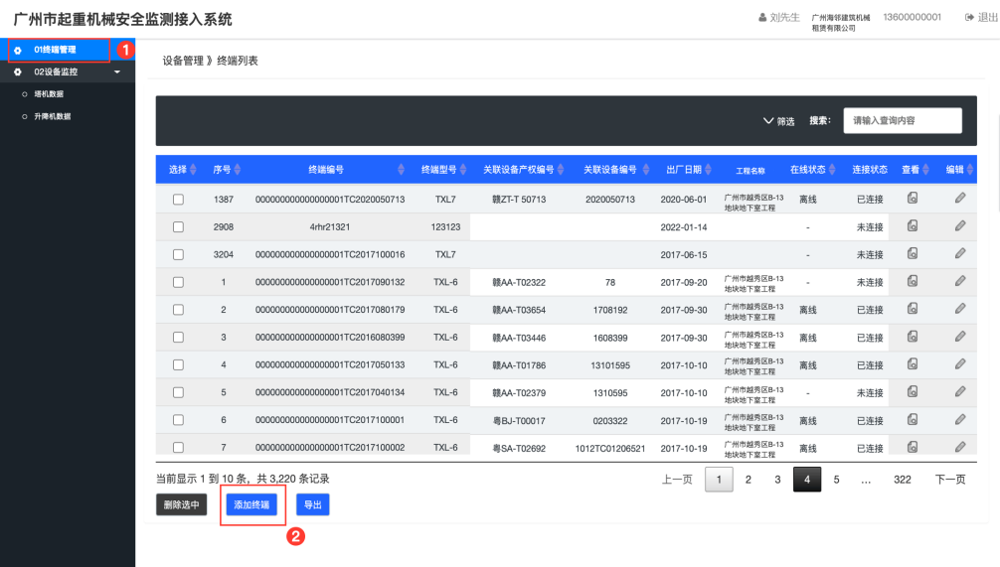 广州市起重机械安全监测接入系统
刘先生 广州海邻建筑机械租赁有限公司 13600000001 退出
01终端管理 1
02设备监控
塔机数据
升降机数据
设备管理 》终端列表
筛选 搜索： 请输入查询内容
选择 序号 终端编号 终端型号 关联设备产权编号 关联设备编号 出厂日期 工程名称 在线状态 连接状态 查看 编辑
1387 000000000000000001TC2020050713 TXL7 赣ZT-T 50713 2020050713 2020-06-01 广州市越秀区B-13地块地下室工程 离线 已连接
2908 4rhr21321 123123 2022-01-14 - 未连接
3204 000000000000000001TC2017100016 TXL7 2017-06-15 - 未连接
1 000000000000000001TC2017090132 TXL-6 赣AA-T02322 78 2017-09-20 广州市越秀区B-13地块地下室工程 - 未连接
2 000000000000000001TC2017080179 TXL-6 赣AA-T03654 1708192 2017-09-30 广州市越秀区B-13地块地下室工程 离线 已连接
3 000000000000000001TC2016080399 TXL-6 赣AA-T03446 1608399 2017-09-30 广州市越秀区B-13地块地下室工程 离线 已连接
4 000000000000000001TC2017050133 TXL-6 赣AA-T01786 13101595 2017-10-10 广州市越秀区B-13地块地下室工程 离线 已连接
5 000000000000000001TC2017040134 TXL-6 赣AA-T02379 1310595 2017-10-10 广州市越秀区B-13地块地下室工程 - 未连接
6 000000000000000001TC2017100001 TXL-6 粤BJ-T00017 0203322 2017-10-19 广州市越秀区B-13地块地下室工程 离线 已连接
7 000000000000000001TC2017100002 TXL-6 粤SA-T02692 1012TC01206521 2017-10-19 广州市越秀区B-13地块地下室工程 离线 已连接
当前显示 1 到 10 条，共 3,220 条记录 上一页 1 2 3 4 5 … 322 下一页
删除选中 添加终端 导出
2